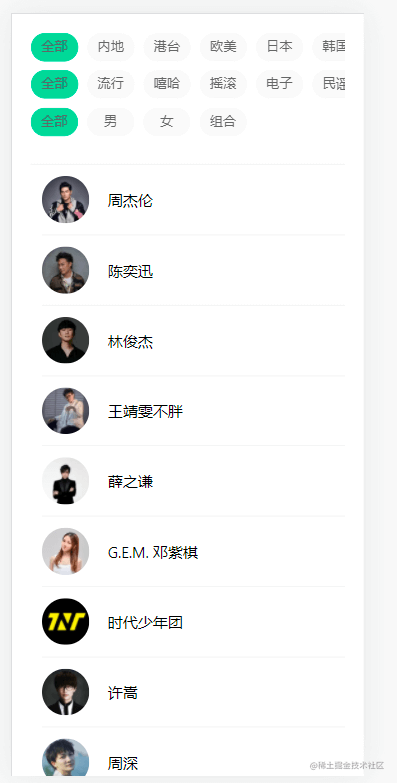 全部 内地 港台 欧美 日本 韩国
全部 流行 嘻哈 摇滚 电子 民谣
全部 男 女 组合
周杰伦
陈奕迅
林俊杰
王靖雯不胖
薛之谦
G.E.M. 邓紫棋
TNT
时代少年团
许嵩
周深
@稀土掘金技术社区